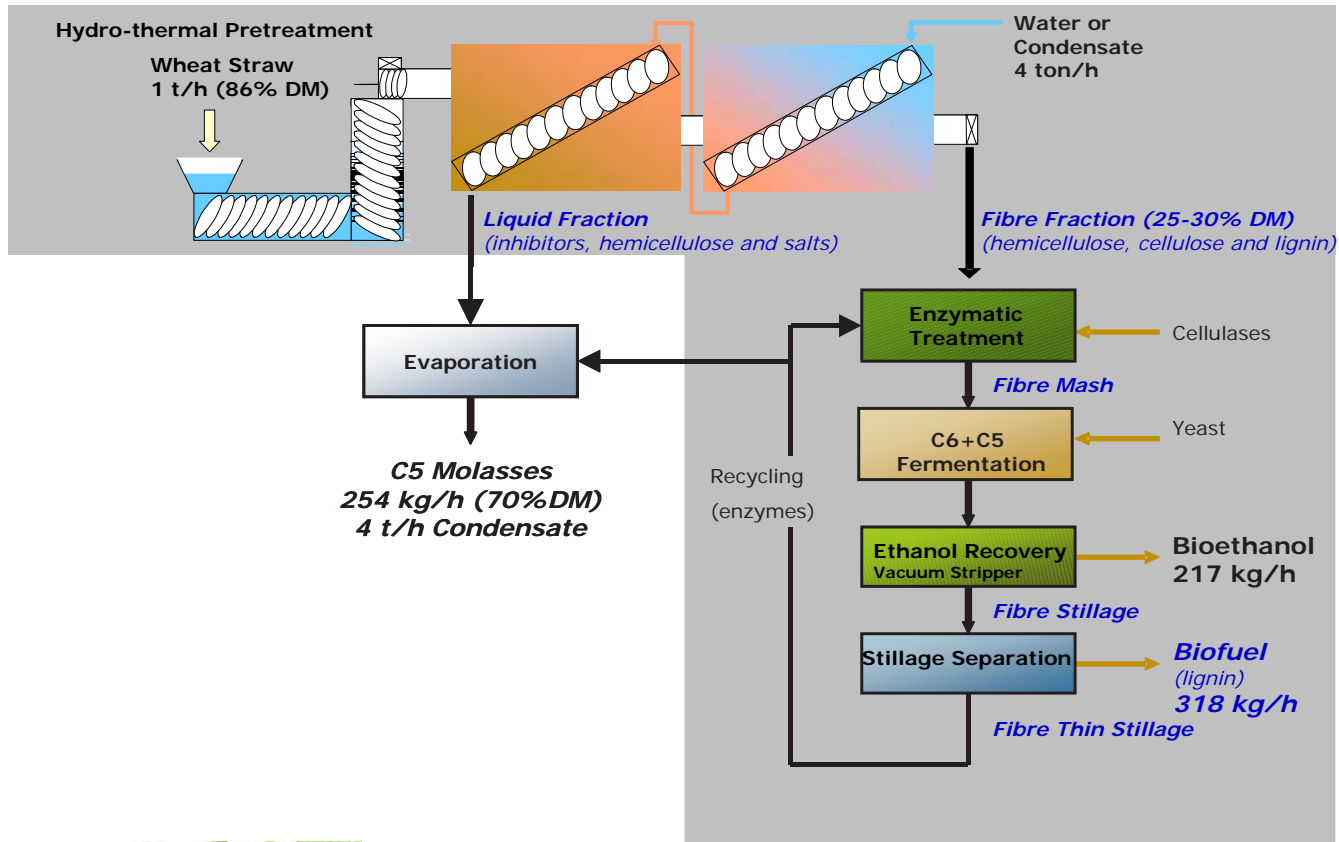 Hydro-thermal Pretreatment
Wheat Straw
1 t/h (86% DM)
Water or
Condensate
4 ton/h
Liquid Fraction
(inhibitors, hemicellulose and salts)
Fibre Fraction (25-30% DM)
(hemicellulose, cellulose and lignin)
Enzymatic
Treatment
Cellulases
Evaporation
Fibre Mash
C6+C5
Fermentation
Yeast
C5 Molasses
254 kg/h (70%DM)
4 t/h Condensate
Recycling
(enzymes)
Ethanol Recovery
Vacuum Stripper
Bioethanol
217 kg/h
Fibre Stillage
Stillage Separation
Biofuel
(lignin)
318 kg/h
Fibre Thin Stillage